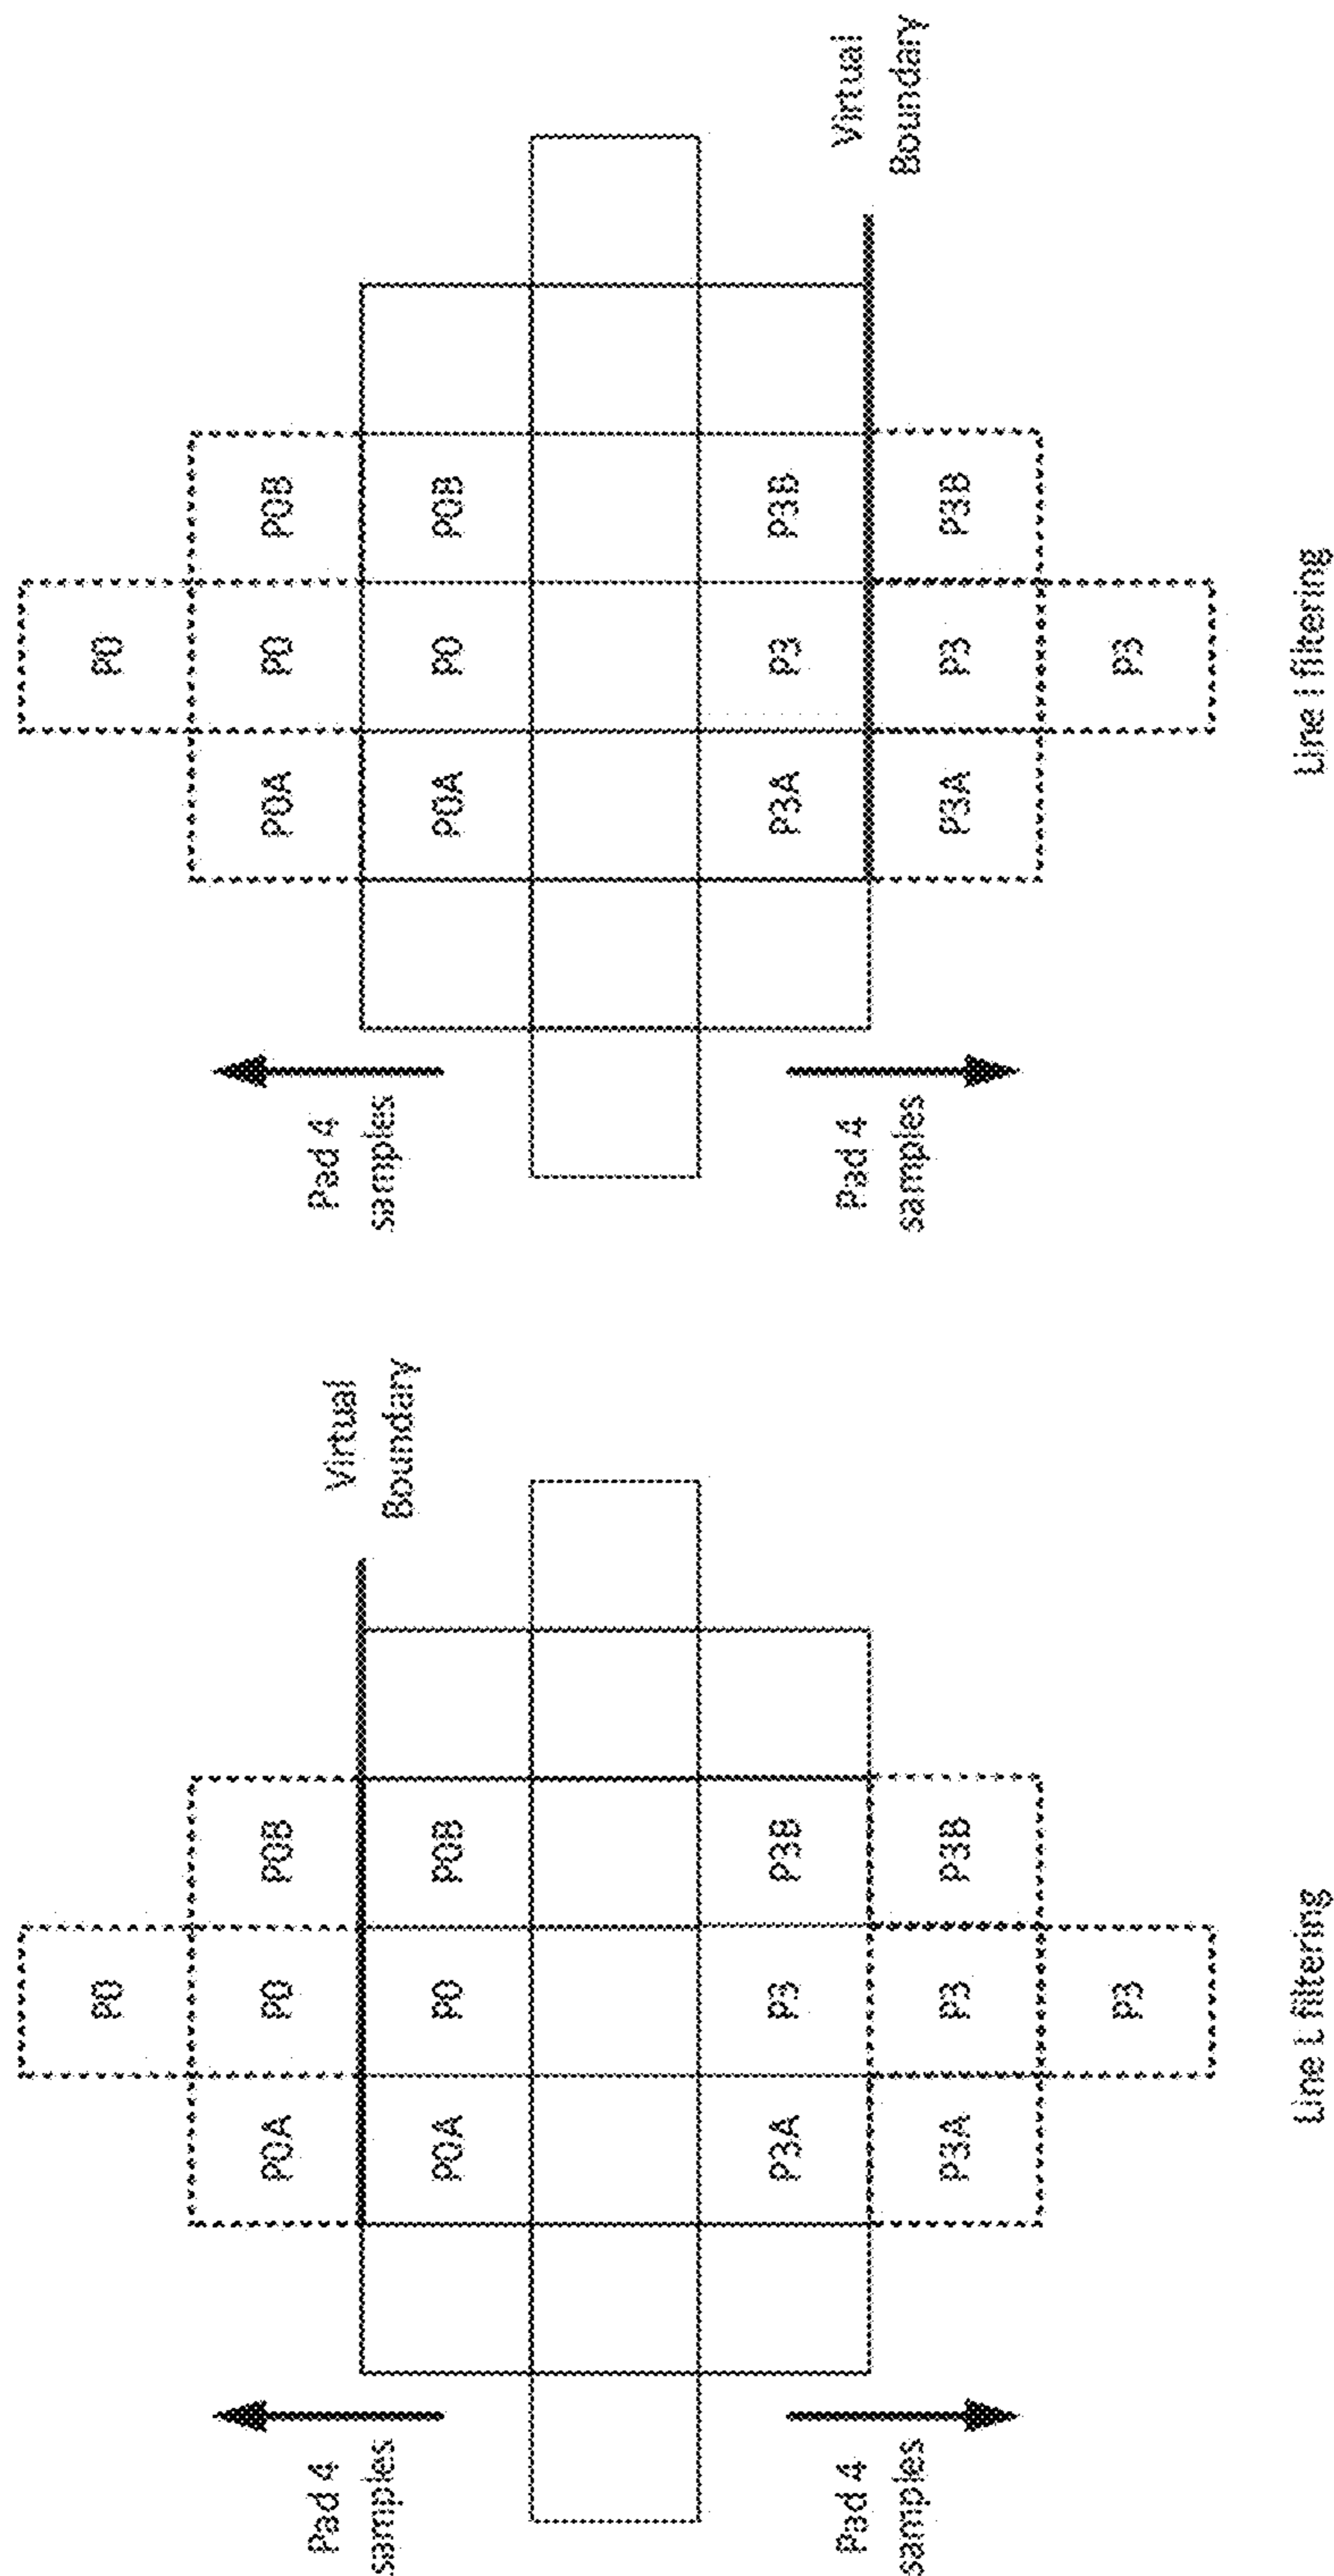 P0
P0A P0 P0B
Pad 4
samples
Virtual
Boundary
P0A P0 P0B
P3A P3 P3B
Pad 4
samples
P3A P3 P3B
P3
Line L filtering
P0
P0A P0 P0B
Pad 4
samples
P0A P0 P0B
P3A P3 P3B
Virtual
Boundary
Pad 4
samples
P3A P3 P3B
P3
Line I filtering